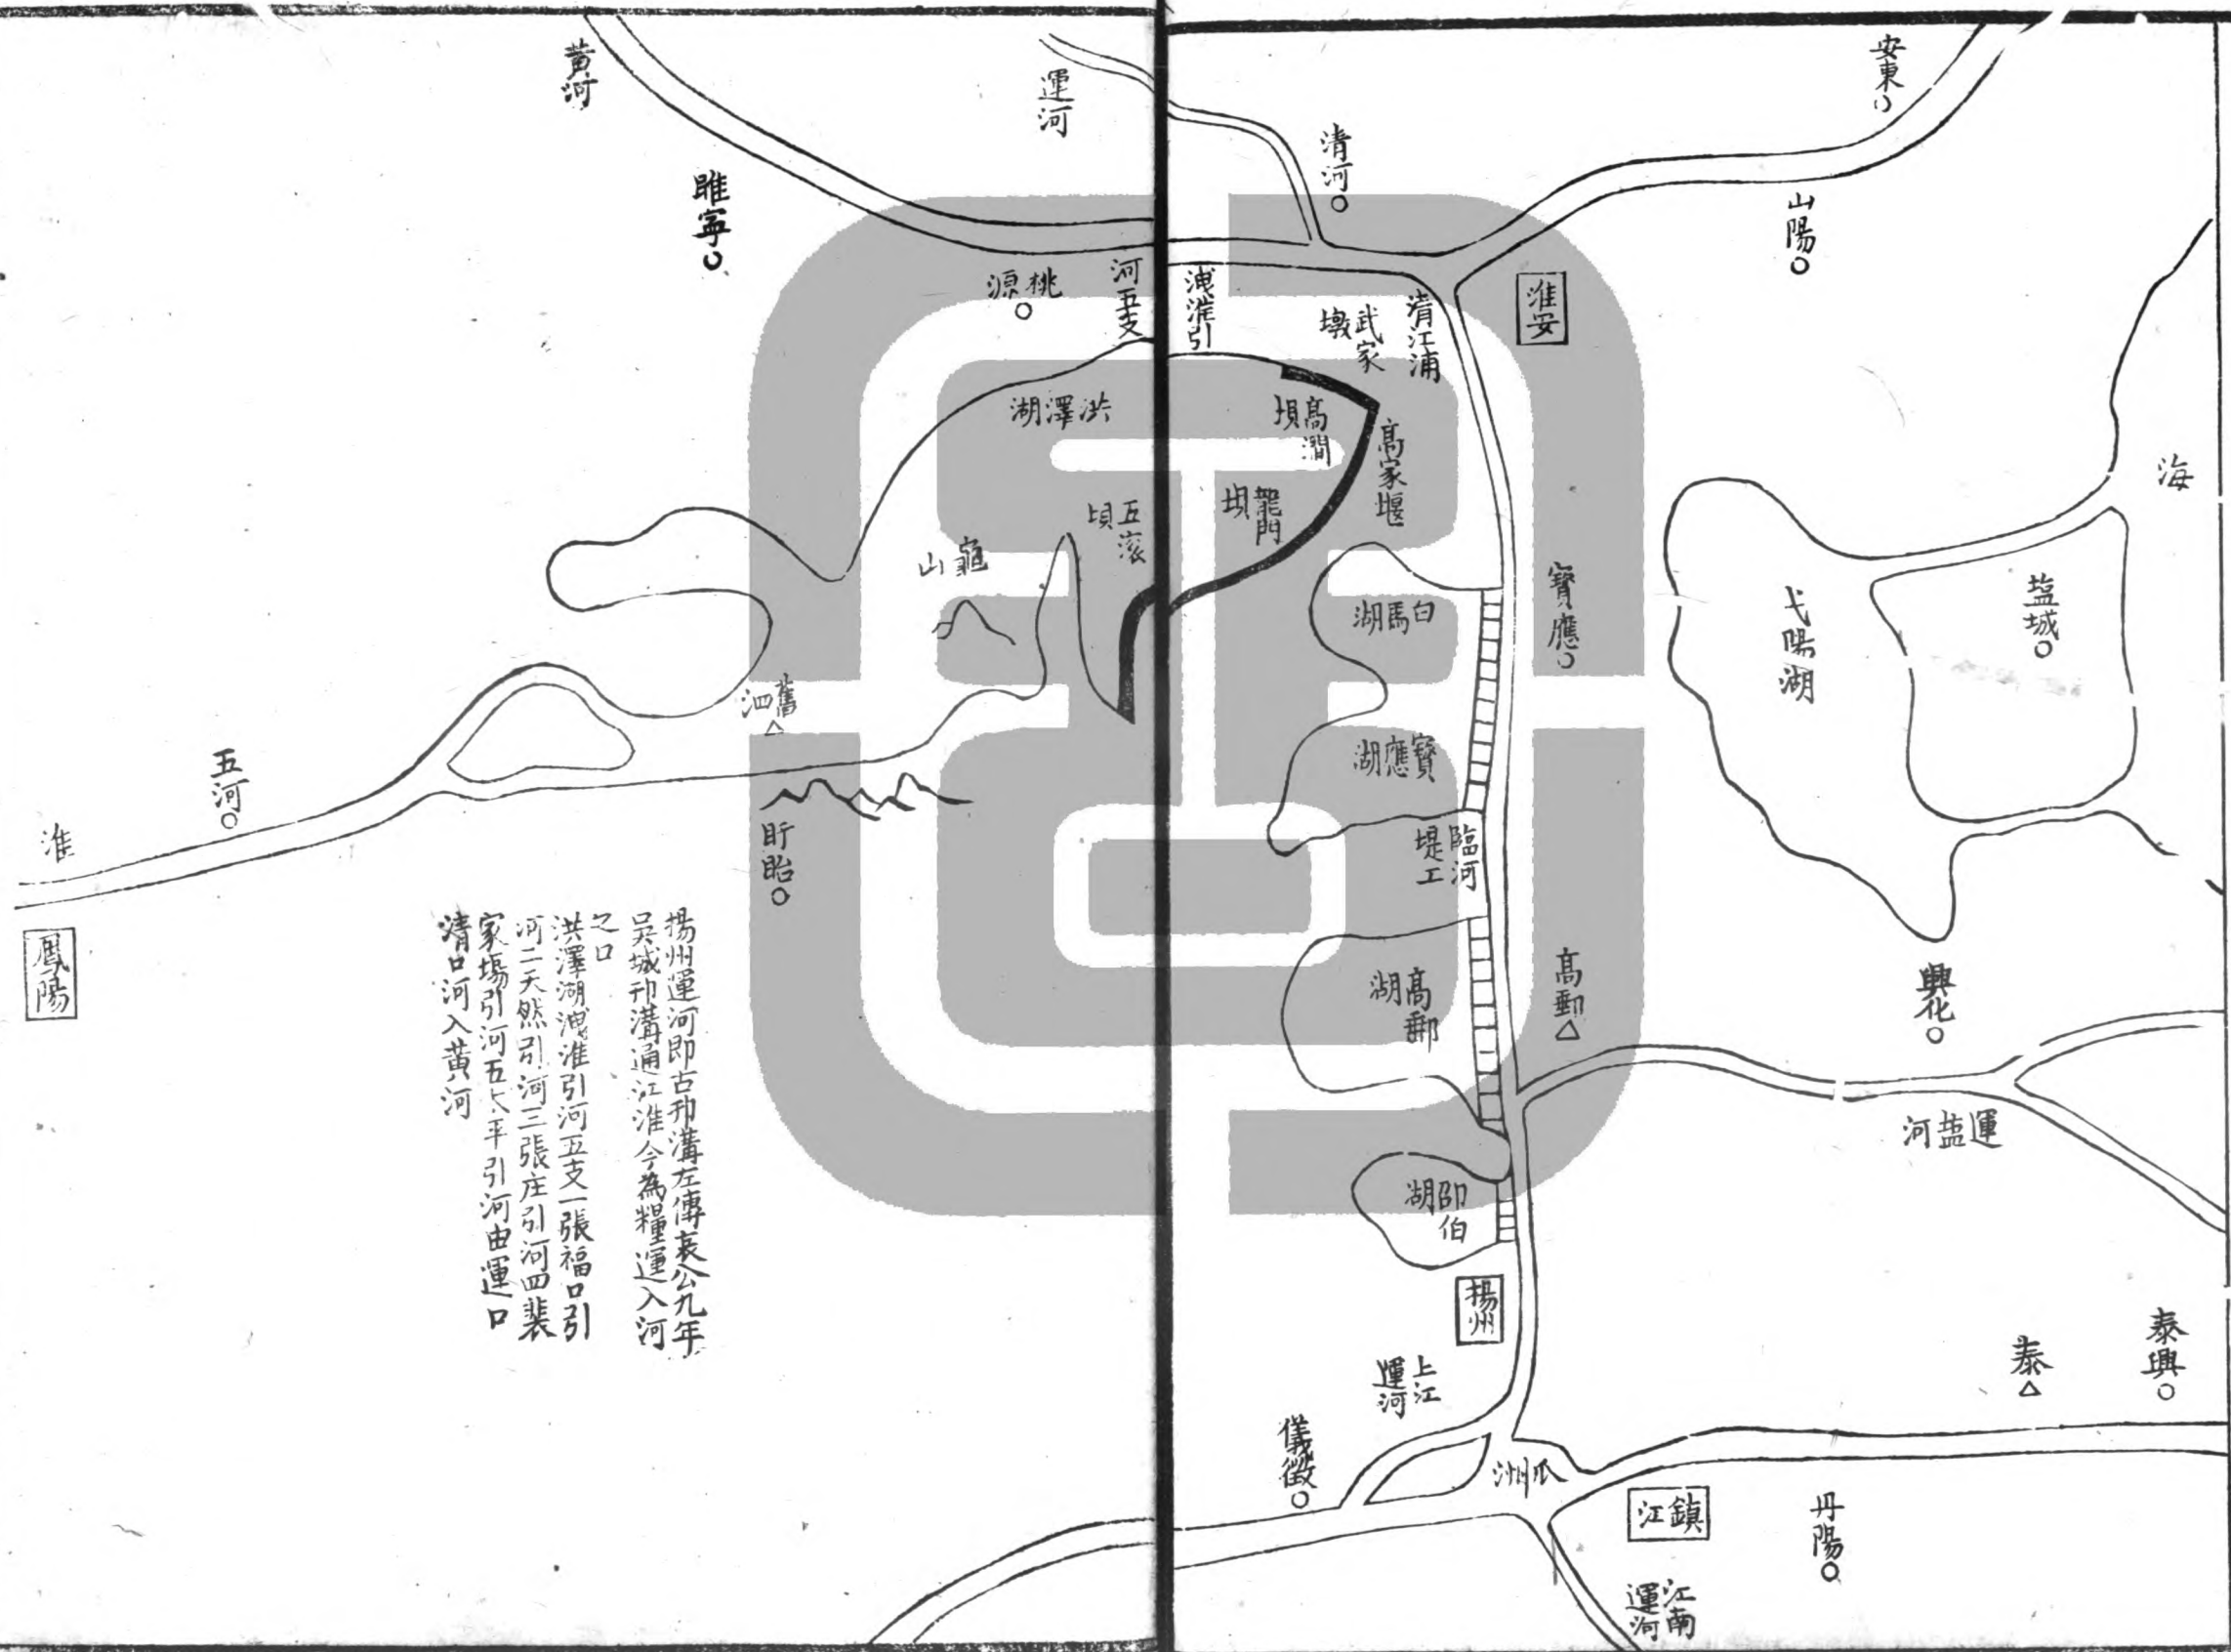 安東
山陽
海
塩城
弋陽湖
興化
運盐河
泰興
泰
丹陽
鎮江
江南
運河
瓜洲
淮安
清河
清江浦
武家
墩
高家堰
高澗
壩
龍門
壩
寶應
白馬湖
寶應湖
臨河
堤工
高郵
高郵
湖
邵伯
湖
揚州
上江
運河
儀徵
洩淮引
河五支
運河
黃河
睢寧
桃
源
洪澤湖
五滚
龜山
舊
泗
盱眙
五河
淮
鳳陽
揚州運河即古邗溝左傳哀公九年
吳城邗溝通江淮今為糧運入河
之口
洪澤湖洩淮引河五支一張福口引
河二天然引河三張庄引河四裴
家塲引河五太平引河由運口
清口河入黃河